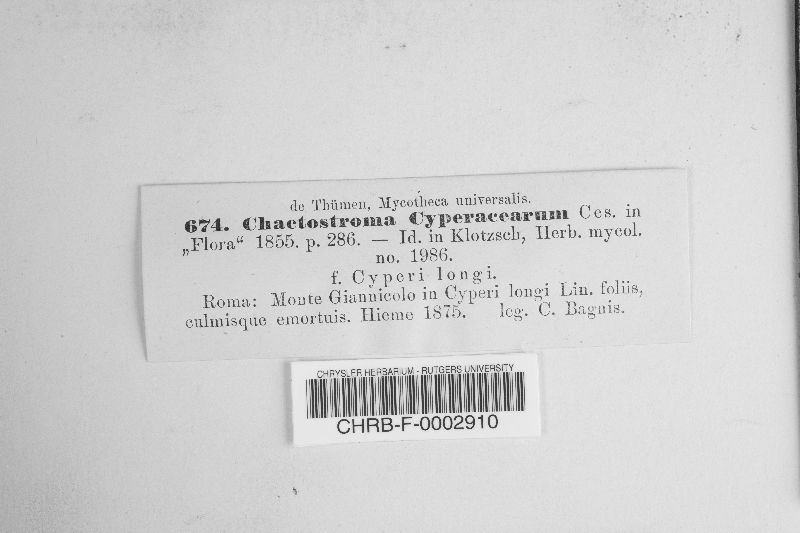 de Thümen, Mycotheca universalis.
674. Chaetostroma Cyperacearum Ces. in
„Flora“ 1855. p. 286. — Id. in Klotzsch, Herb. mycol.
no. 1986.
f. Cyperi longi.
Roma: Monte Giannicolo in Cyperi longi Lin. foliis,
culmisque emortuis. Hieme 1875. leg. C. Bagnis.
CHRYSLER HERBARIUM - RUTGERS UNIVERSITY
CHRB-F-0002910